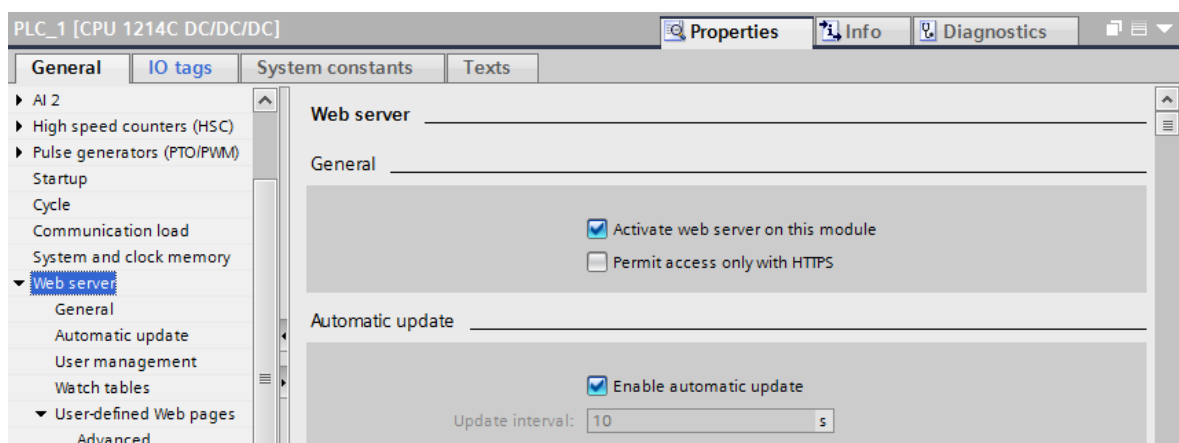 PLC_1 [CPU 1214C DC/DC/DC]
Properties
Info
Diagnostics
General
IO tags
System constants
Texts
AI 2
High speed counters (HSC)
Pulse generators (PTO/PWM)
Startup
Cycle
Communication load
System and clock memory
Web server
General
Automatic update
User management
Watch tables
User-defined Web pages
Advanced
Web server
General
Activate web server on this module
Permit access only with HTTPS
Automatic update
Enable automatic update
Update interval: 10 s